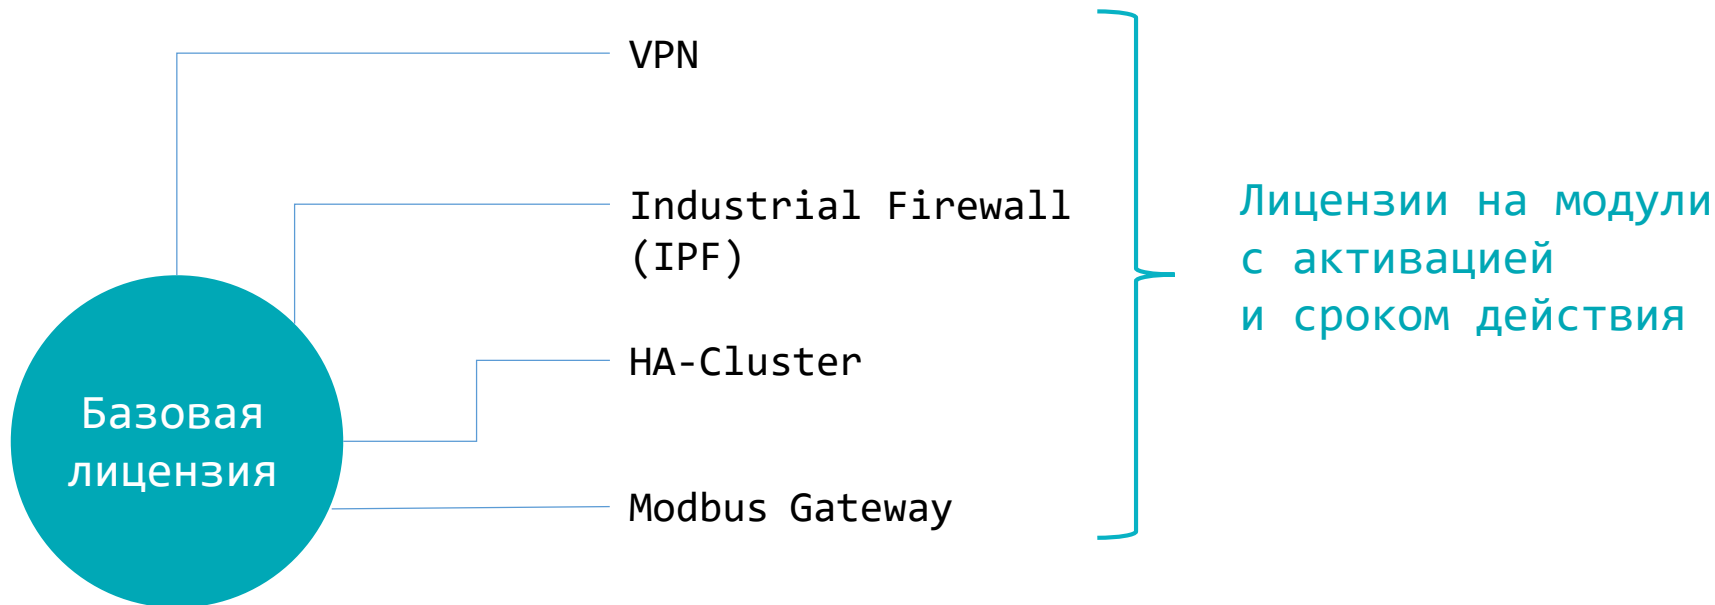 VPN
Industrial Firewall
(IPF)
HA-Cluster
Modbus Gateway
Базовая
лицензия
Лицензии на модули
с активацией
и сроком действия